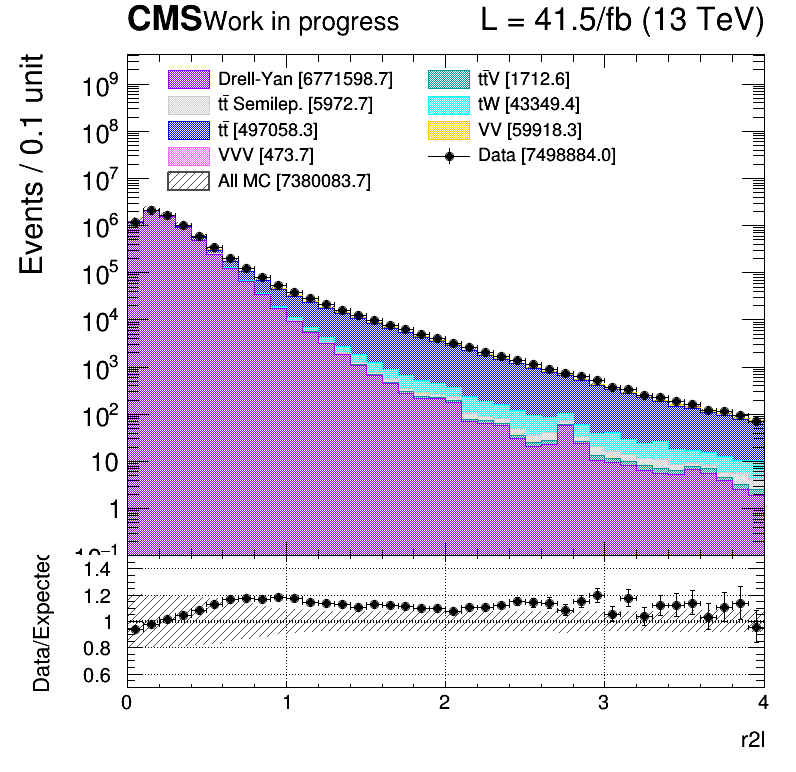 CMS Work in progress L = 41.5/fb (13 TeV)
Events / 0.1 unit
Drell-Yan [6771598.7]
tt̄ Semilep. [5972.7]
tt̄ [497058.3]
VVV [473.7]
All MC [7380083.7]
tt̄V [1712.6]
tW [43349.4]
VV [59918.3]
Data [7498884.0]
10⁹
10⁸
10⁷
10⁶
10⁵
10⁴
10³
10²
10
1
10⁻¹
Data/Expected
1.4
1.2
1
0.8
0.6
0 1 2 3 4
r2l